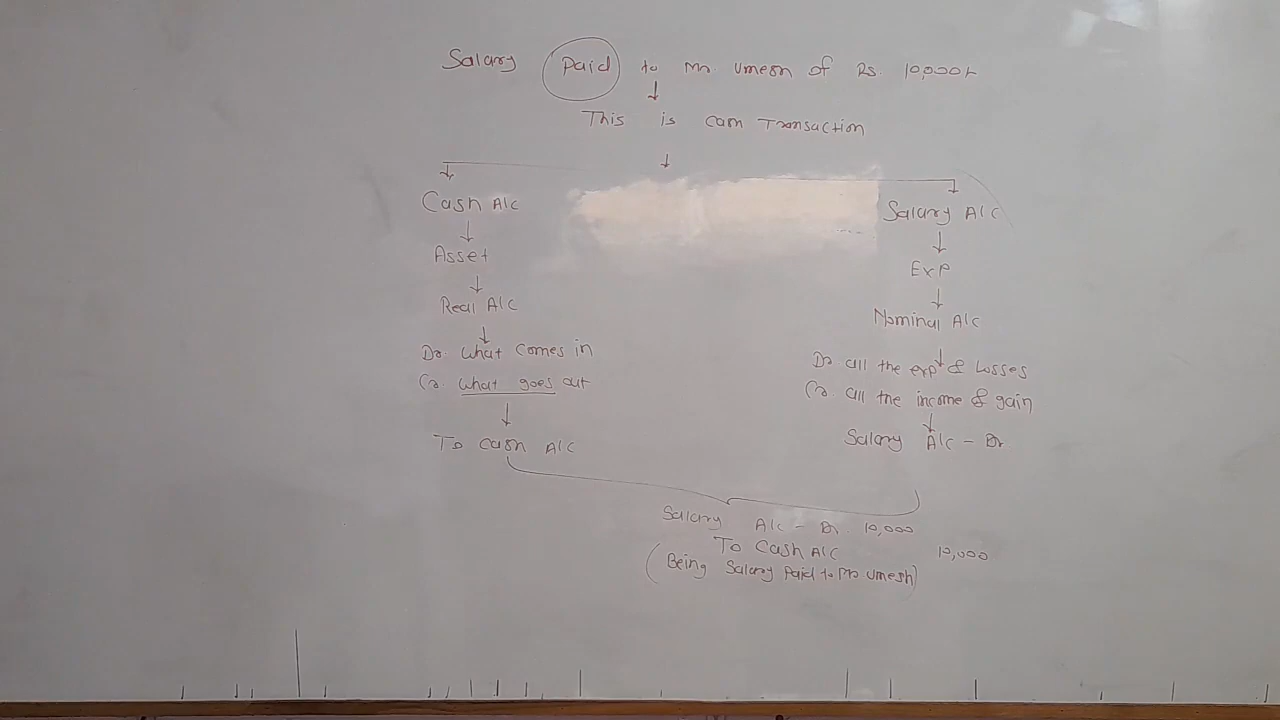 Salary Paid to Mr Umesh of Rs. 10,000/-
This is cash Transaction
Cash A/c
Asset
Real A/c
Dr. What comes in
Cr. What goes out
To cash A/c
Salary A/c
Exp
Nominal A/c
Dr all the exp & Losses
Cr. all the income & gain
Salary A/c - Dr
Salary A/c - Dr. 10,000
To Cash A/c 10,000
(Being Salary Paid to Mr Umesh)